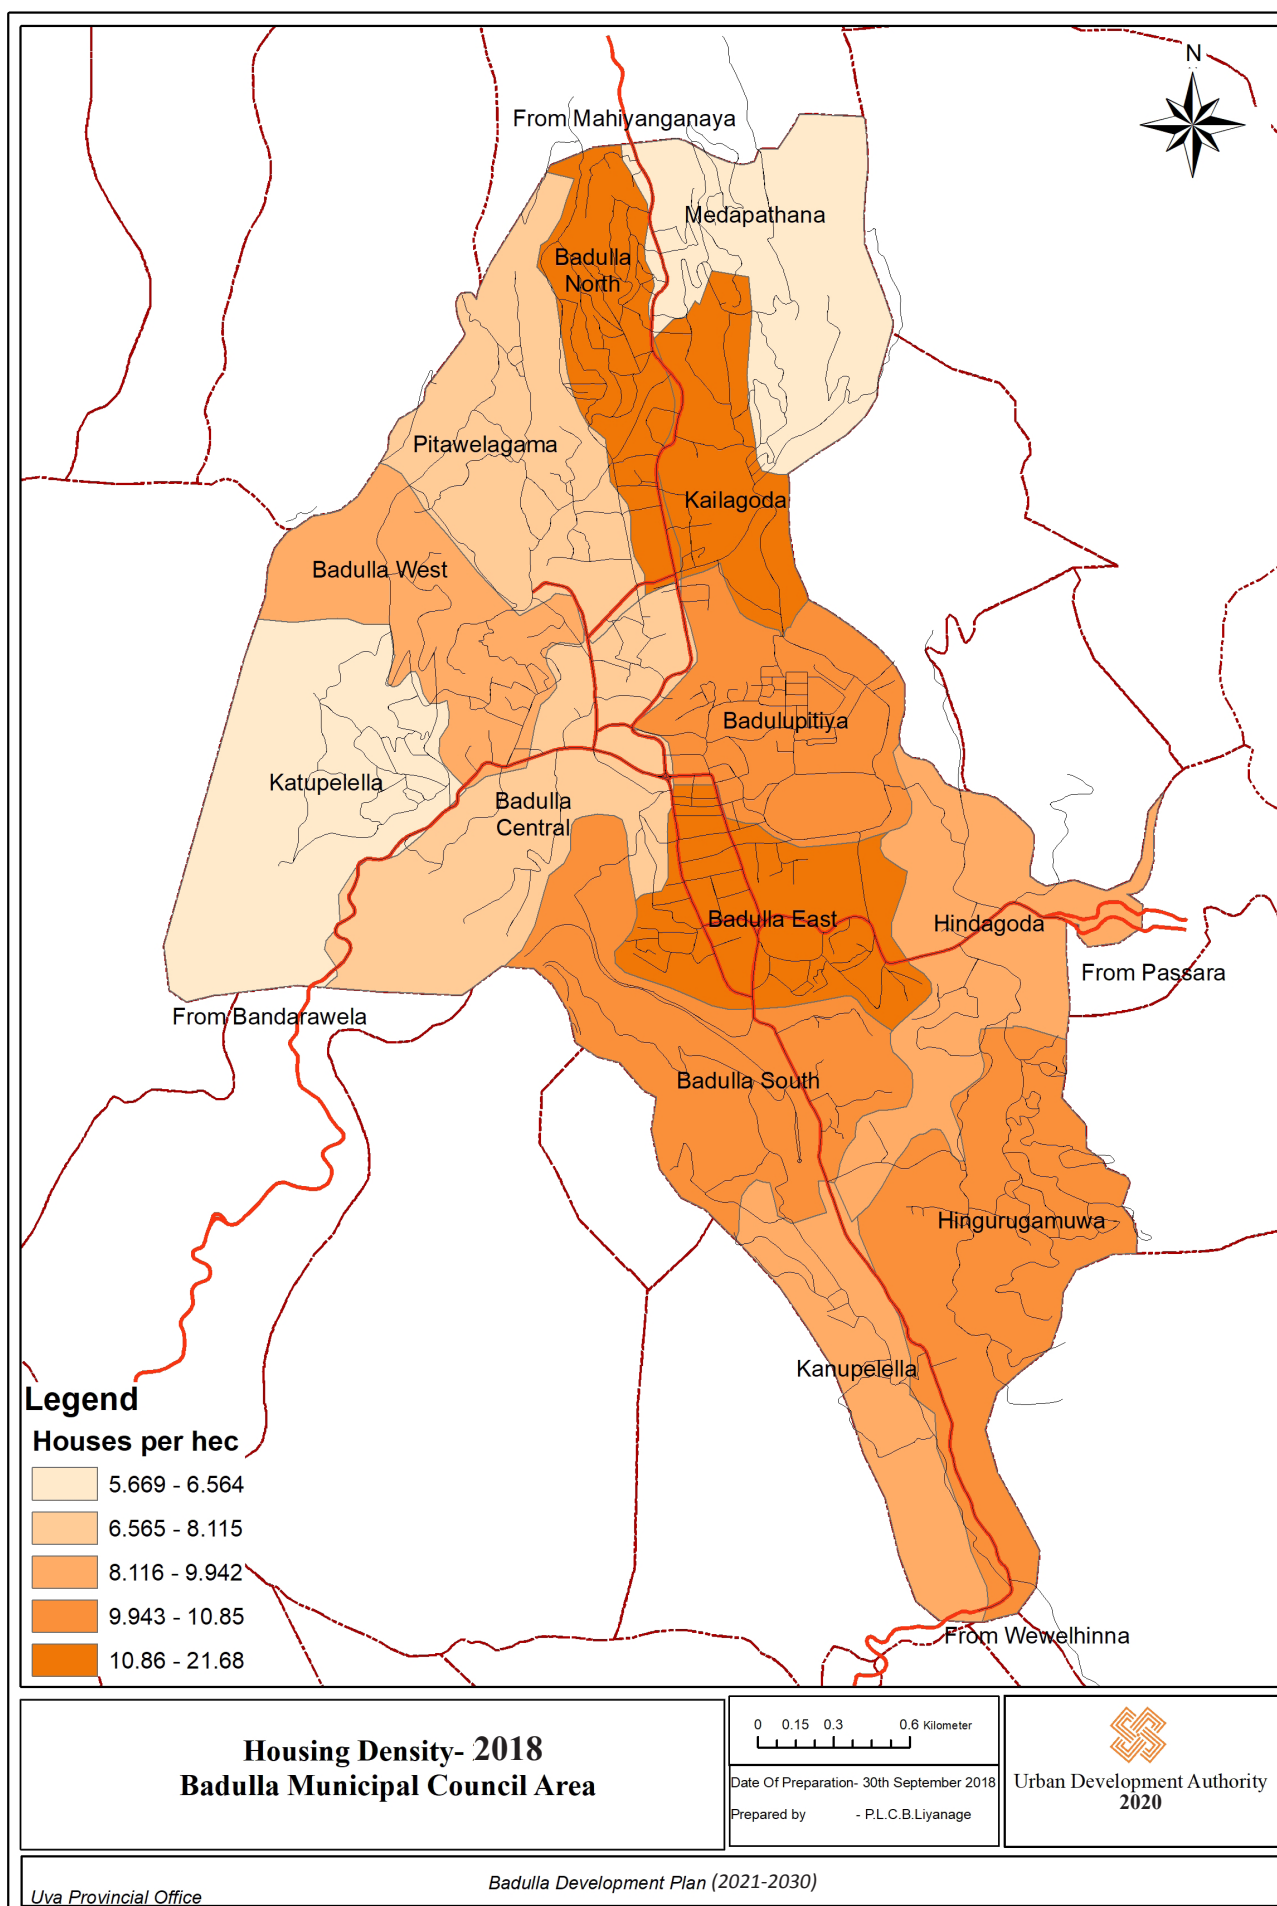 N
From Mahiyanganaya
Medapathana
Badulla
North
Pitawelagama
Kailagoda
Badulla West
Badulupitiya
Katupelella
Badulla
Central
Badulla East
Hindagoda
From Passara
From Bandarawela
Badulla South
Hingurugamuwa
Kanupelella
From Wewelhinna
Legend
Houses per hec
5.669 - 6.564
6.565 - 8.115
8.116 - 9.942
9.943 - 10.85
10.86 - 21.68
Housing Density- 2018
Badulla Municipal Council Area
0 0.15 0.3 0.6 Kilometer
Date Of Preparation- 30th September 2018
Prepared by - P.L.C.B.Liyanage
Urban Development Authority
2020
Badulla Development Plan (2021-2030)
Uva Provincial Office